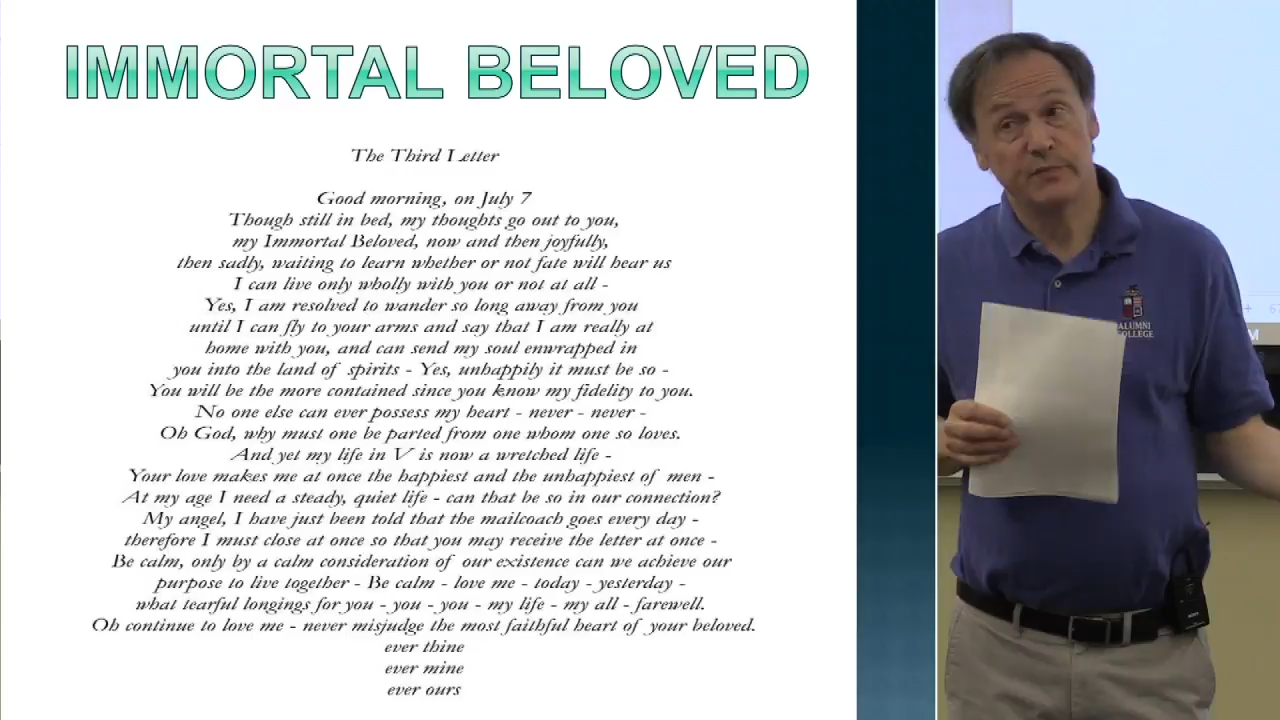 IMMORTAL BELOVED
The Third Letter
Good morning, on July 7
Though still in bed, my thoughts go out to you,
my Immortal Beloved, now and then joyfully,
then sadly, waiting to learn whether or not fate will hear us
I can live only wholly with you or not at all -
Yes, I am resolved to wander so long away from you
until I can fly to your arms and say that I am really at
home with you, and can send my soul enwrapped in
you into the land of spirits - Yes, unhappily it must be so -
You will be the more contained since you know my fidelity to you.
No one else can ever possess my heart - never - never -
Oh God, why must one be parted from one whom one so loves.
And yet my life in V is now a wretched life -
Your love makes me at once the happiest and the unhappiest of men -
At my age I need a steady, quiet life - can that be so in our connection?
My angel, I have just been told that the mailcoach goes every day -
therefore I must close at once so that you may receive the letter at once -
Be calm, only by a calm consideration of our existence can we achieve our
purpose to live together - Be calm - love me - today - yesterday -
what tearful longings for you - you - you - my life - my all - farewell.
Oh continue to love me - never misjudge the most faithful heart of your beloved.
ever thine
ever mine
ever ours
ALUMNI
COLLEGE